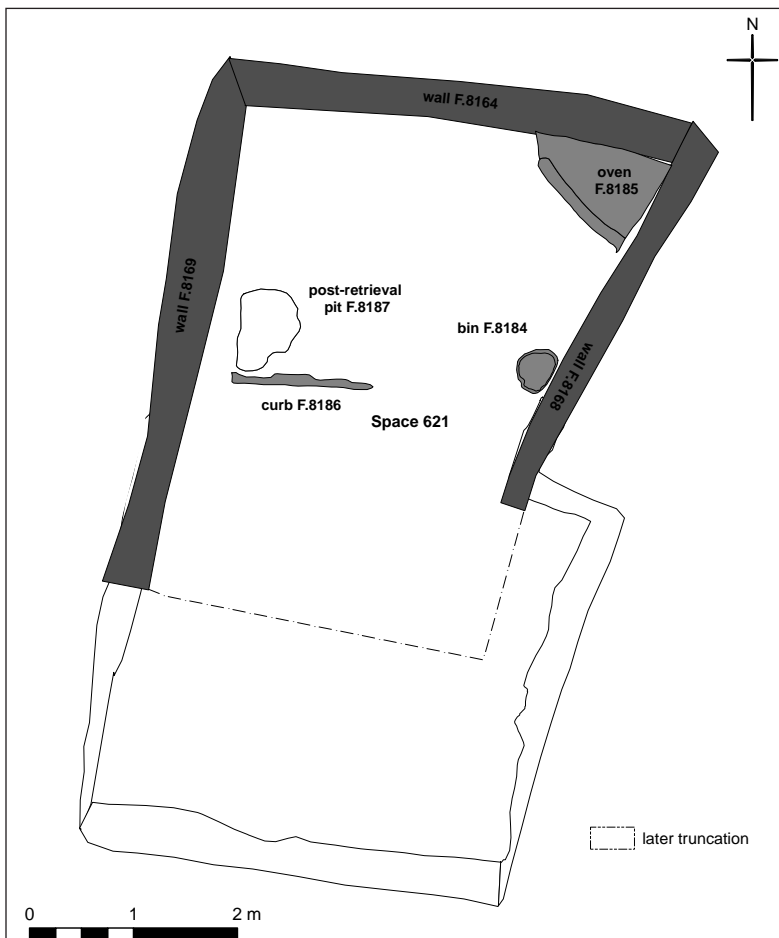 N
wall F.8164
oven
F.8185
wall F.8169
post-retrieval
pit F.8187
bin F.8184
wall F.8168
curb F.8186
Space 621
later truncation
0 1 2 m